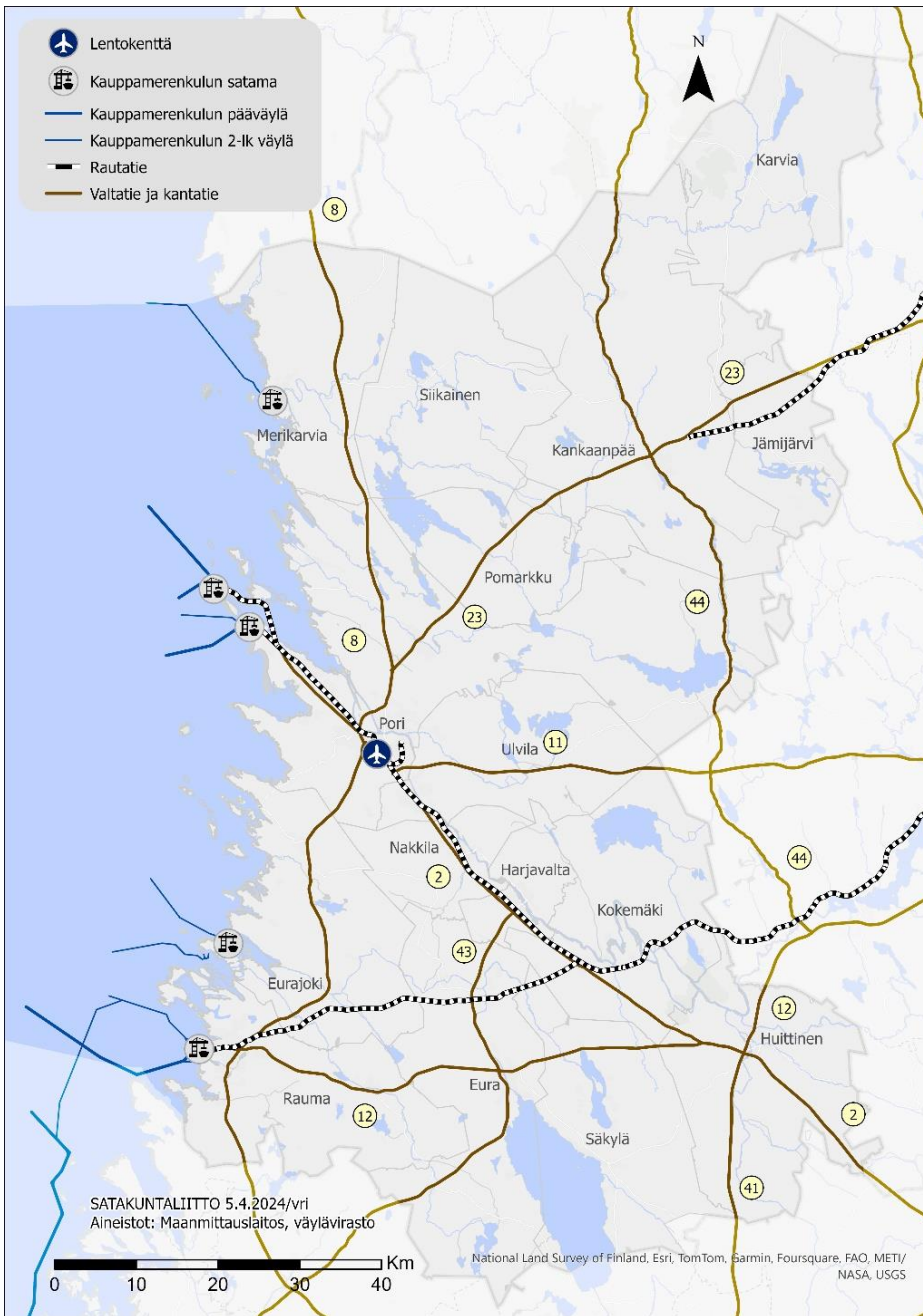 Lentokenttä
Kauppamerenkulun satama
Kauppamerenkulun pääväylä
Kauppamerenkulun 2-lk väylä
Rautatie
Valtatie ja kantatie
N
Karvia
8
23
Siikainen
Merikarvia
Kankaanpää
Jämijärvi
Pomarkku
44
23
8
Pori
Ulvila
11
Nakkila
2
Harjavalta
44
Kokemäki
43
Eurajoki
12
Huittinen
Rauma
12
Eura
2
Säkylä
41
SATAKUNTALIITTO 5.4.2024/vri
Aineistot: Maanmittauslaitos, väylävirasto
Km
0 10 20 30 40
National Land Survey of Finland, Esri, TomTom, Garmin, Foursquare, FAO, METI/
NASA, USGS